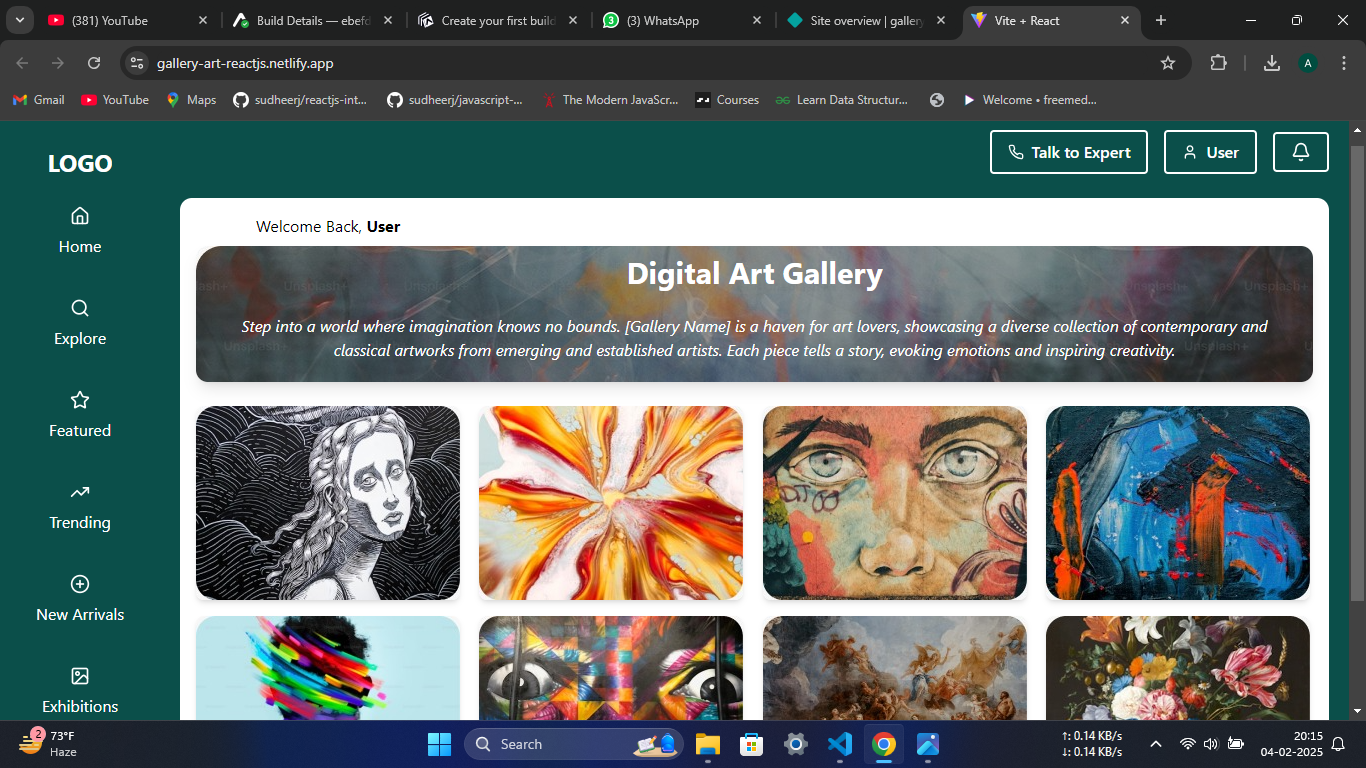 (381) YouTube
Build Details — ebefd
Create your first build
(3) WhatsApp
Site overview | gallery
Vite + React
gallery-art-reactjs.netlify.app
A
Gmail
YouTube
Maps
sudheerj/reactjs-int...
sudheerj/javascript-...
The Modern JavaScr...
Courses
Learn Data Structur...
Welcome • freemed...
LOGO
Talk to Expert
User
Home
Explore
Featured
Trending
New Arrivals
Exhibitions
Welcome Back, User
Digital Art Gallery
Step into a world where imagination knows no bounds. [Gallery Name] is a haven for art lovers, showcasing a diverse collection of contemporary and
classical artworks from emerging and established artists. Each piece tells a story, evoking emotions and inspiring creativity.
Unsplash+
Unsplash+
Unsplash+
Unsplash+
Unsplash+
Unsplash+
2
73°F
Haze
Search
↑: 0.14 KB/s
↓: 0.14 KB/s
20:15
04-02-2025